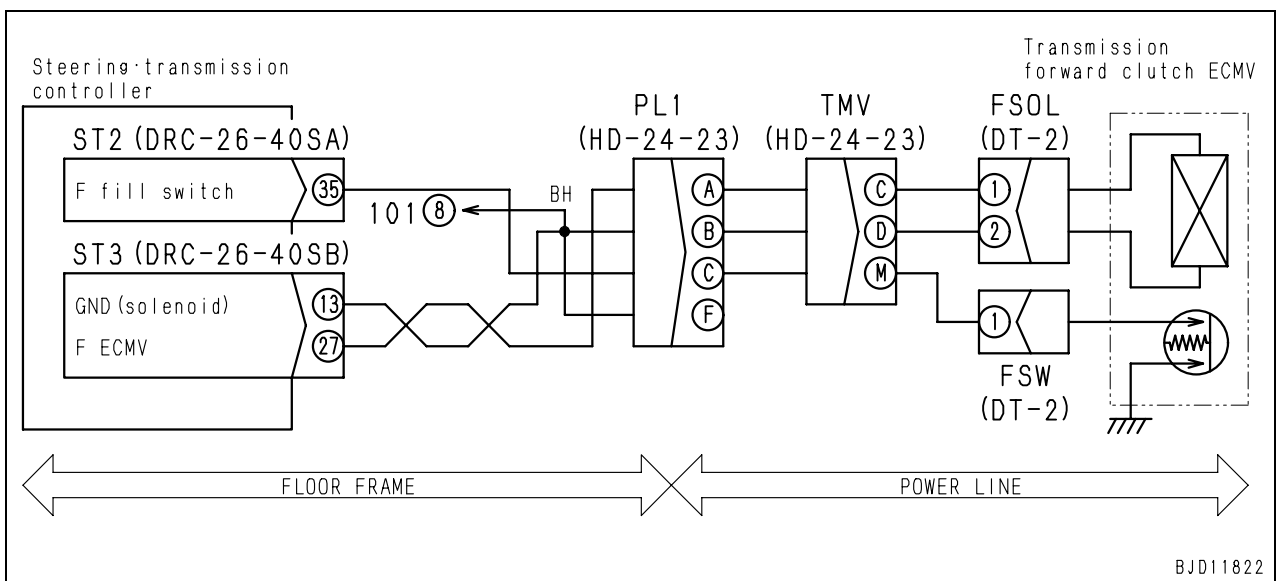 Steering·transmission
controller
ST2 (DRC-26-40SA)
F fill switch
35
101 8
BH
ST3 (DRC-26-40SB)
GND (solenoid)
13
F ECMV
27
PL1
(HD-24-23)
A
B
C
F
TMV
(HD-24-23)
C
D
M
FSOL
(DT-2)
1
2
1
FSW
(DT-2)
Transmission
forward clutch ECMV
FLOOR FRAME
POWER LINE
BJD11822